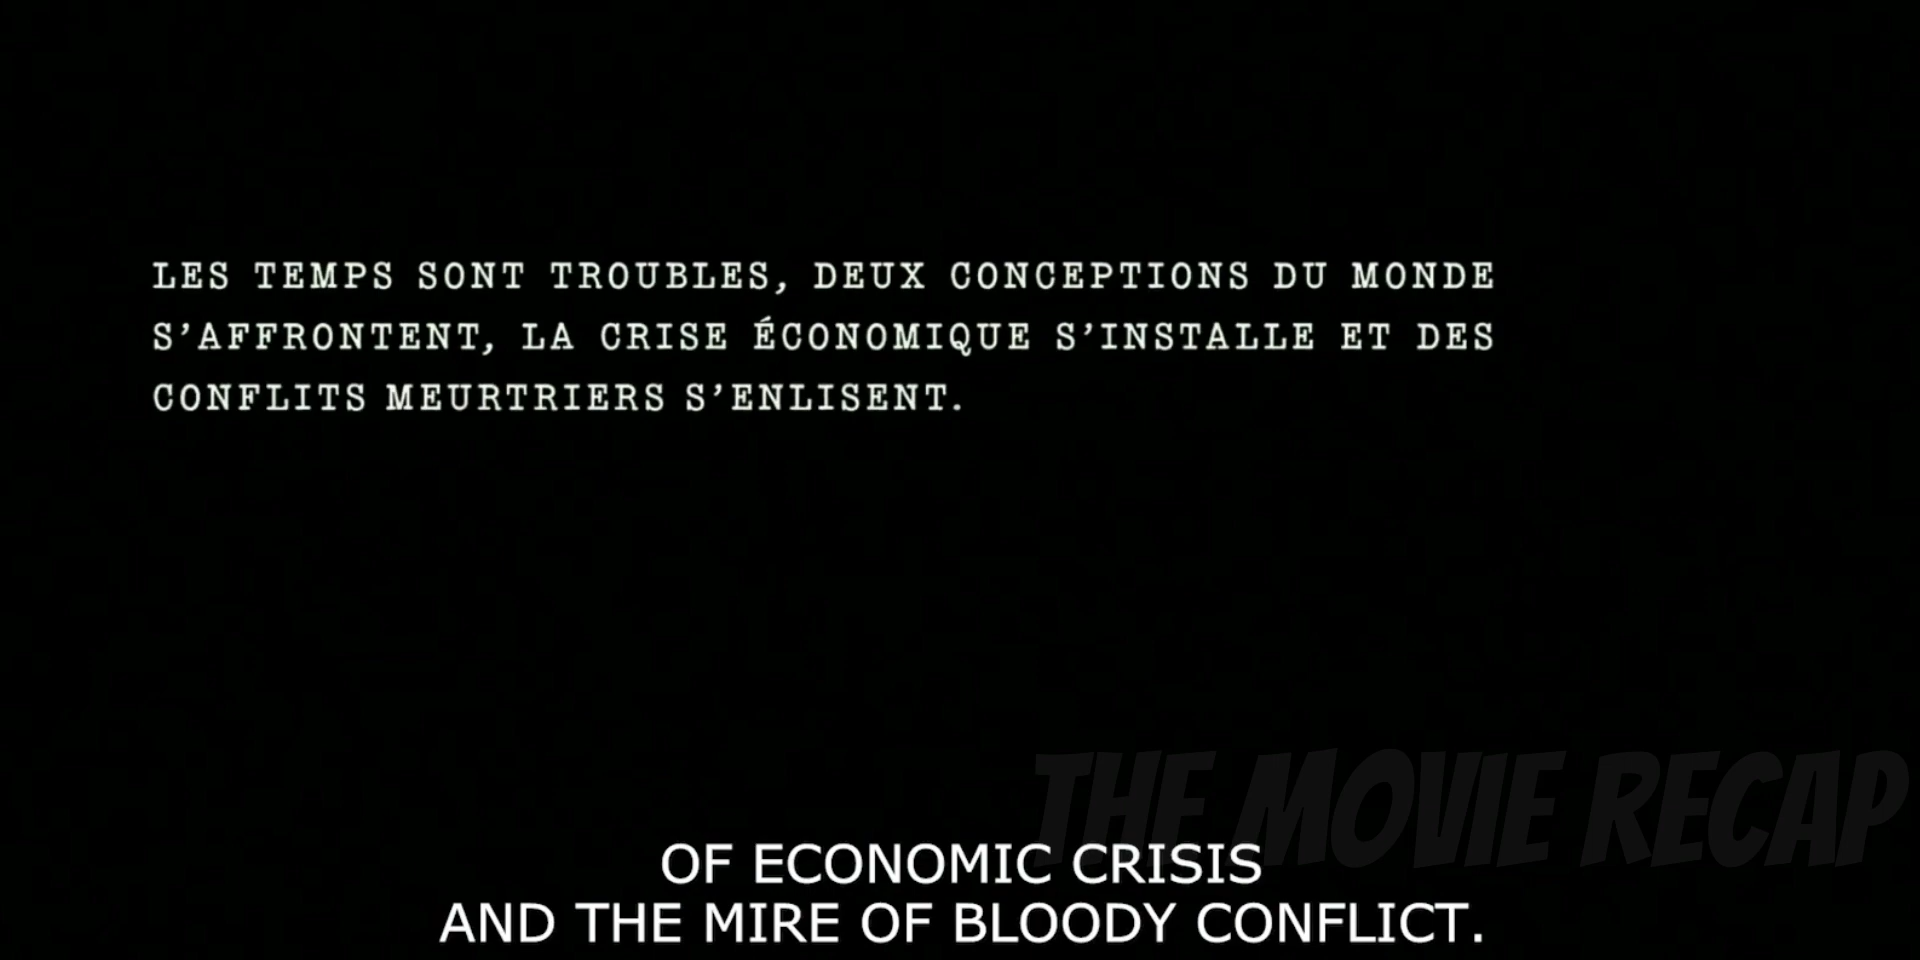 LES TEMPS SONT TROUBLES, DEUX CONCEPTIONS DU MONDE
S’AFFRONTENT, LA CRISE ÉCONOMIQUE S’INSTALLE ET DES
CONFLITS MEURTRIERS S’ENLISENT.
THE MOVIE RECAP
OF ECONOMIC CRISIS
AND THE MIRE OF BLOODY CONFLICT.